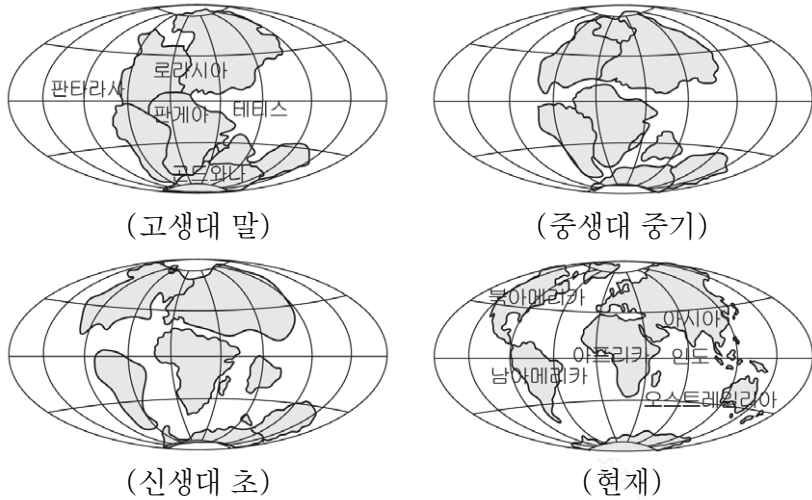 로라시아
판타라사
판게아
테티스
곤드와나
(고생대 말)
(중생대 중기)
(신생대 초)
북아메리카
아시아
아프리카
인도
남아메리카
오스트레일리아
(현재)